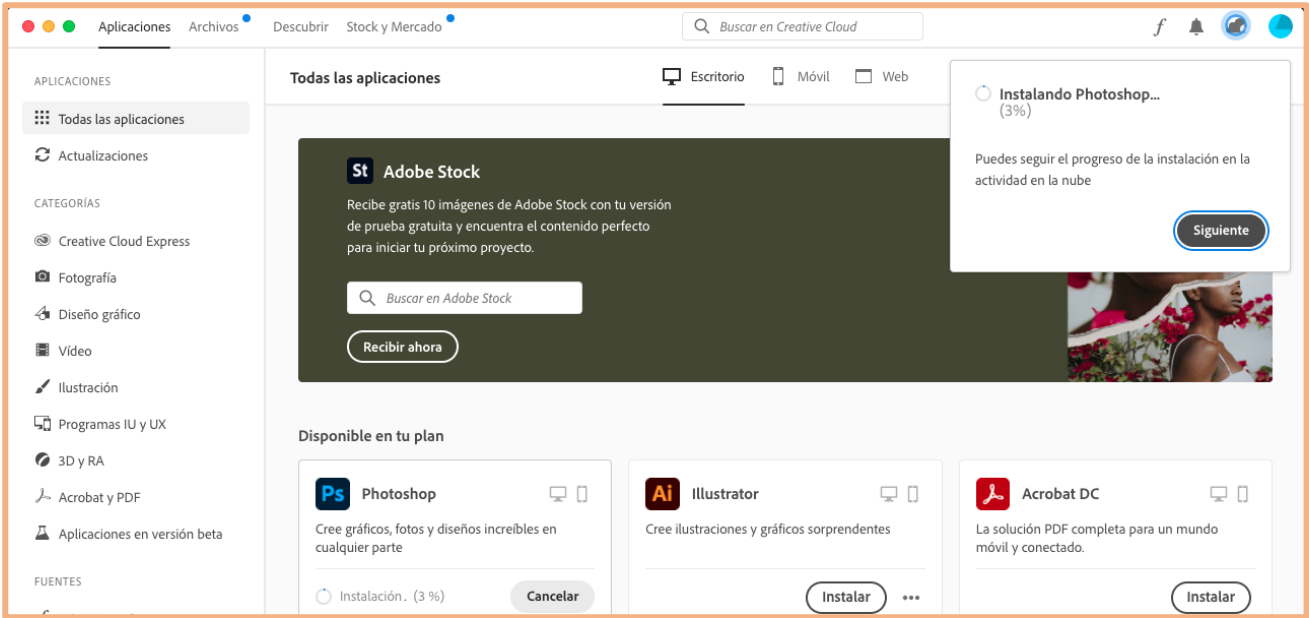 Aplicaciones
Archivos
Descubrir
Stock y Mercado
Buscar en Creative Cloud
APLICACIONES
Todas las aplicaciones
Actualizaciones
CATEGORÍAS
Creative Cloud Express
Fotografía
Diseño gráfico
Vídeo
Ilustración
Programas IU y UX
3D y RA
Acrobat y PDF
Aplicaciones en versión beta
FUENTES
Todas las aplicaciones
Escritorio
Móvil
Web
Instalando Photoshop...
(3%)
Puedes seguir el progreso de la instalación en la
actividad en la nube
Siguiente
St Adobe Stock
Recibe gratis 10 imágenes de Adobe Stock con tu versión
de prueba gratuita y encuentra el contenido perfecto
para iniciar tu próximo proyecto.
Buscar en Adobe Stock
Recibir ahora
Disponible en tu plan
Ps Photoshop
Cree gráficos, fotos y diseños increíbles en
cualquier parte
Instalación. (3 %)
Cancelar
Ai Illustrator
Cree ilustraciones y gráficos sorprendentes
Instalar
Acrobat DC
La solución PDF completa para un mundo
móvil y conectado.
Instalar